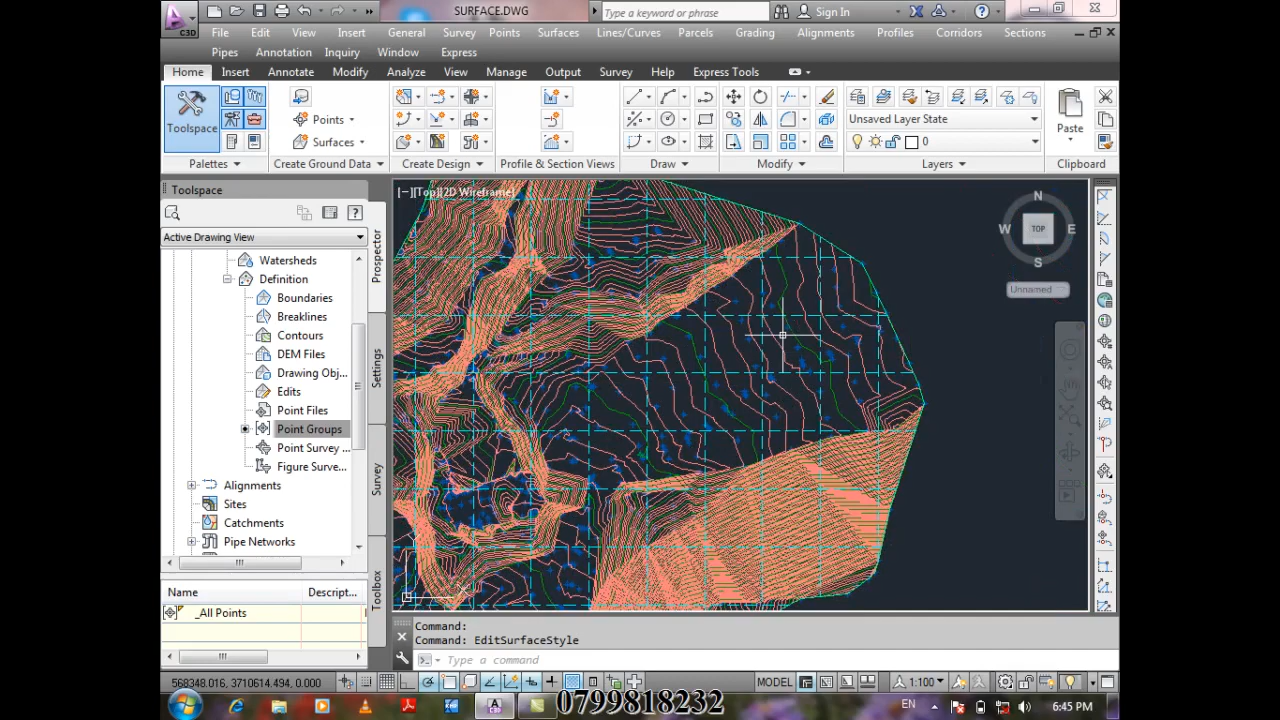 SURFACE.DWG
Type a keyword or phrase
Sign In
C3D
File Edit View Insert General Survey Points Surfaces Lines/Curves Parcels Grading Alignments Profiles Corridors Sections
Pipes Annotation Inquiry Window Express
Home Insert Annotate Modify Analyze View Manage Output Survey Help Express Tools
Toolspace
Points
Surfaces
Unsaved Layer State
0
Paste
Palettes Create Ground Data Create Design Profile & Section Views Draw Modify Layers Clipboard
Toolspace
Active Drawing View
Watersheds
Definition
Boundaries
Breaklines
Contours
DEM Files
Drawing Obj...
Edits
Point Files
Point Groups
Point Survey ...
Figure Surve...
Alignments
Sites
Catchments
Pipe Networks
Name Descript...
_All Points
Prospector
Settings
Survey
Toolbox
[−][Top][2D Wireframe]
N
W TOP E
S
Unnamed
Command:
Command: EditSurfaceStyle
Type a command
568348.016, 3710614.494, 0.000
MODEL
1:100
0799818232
EN
6:45 PM